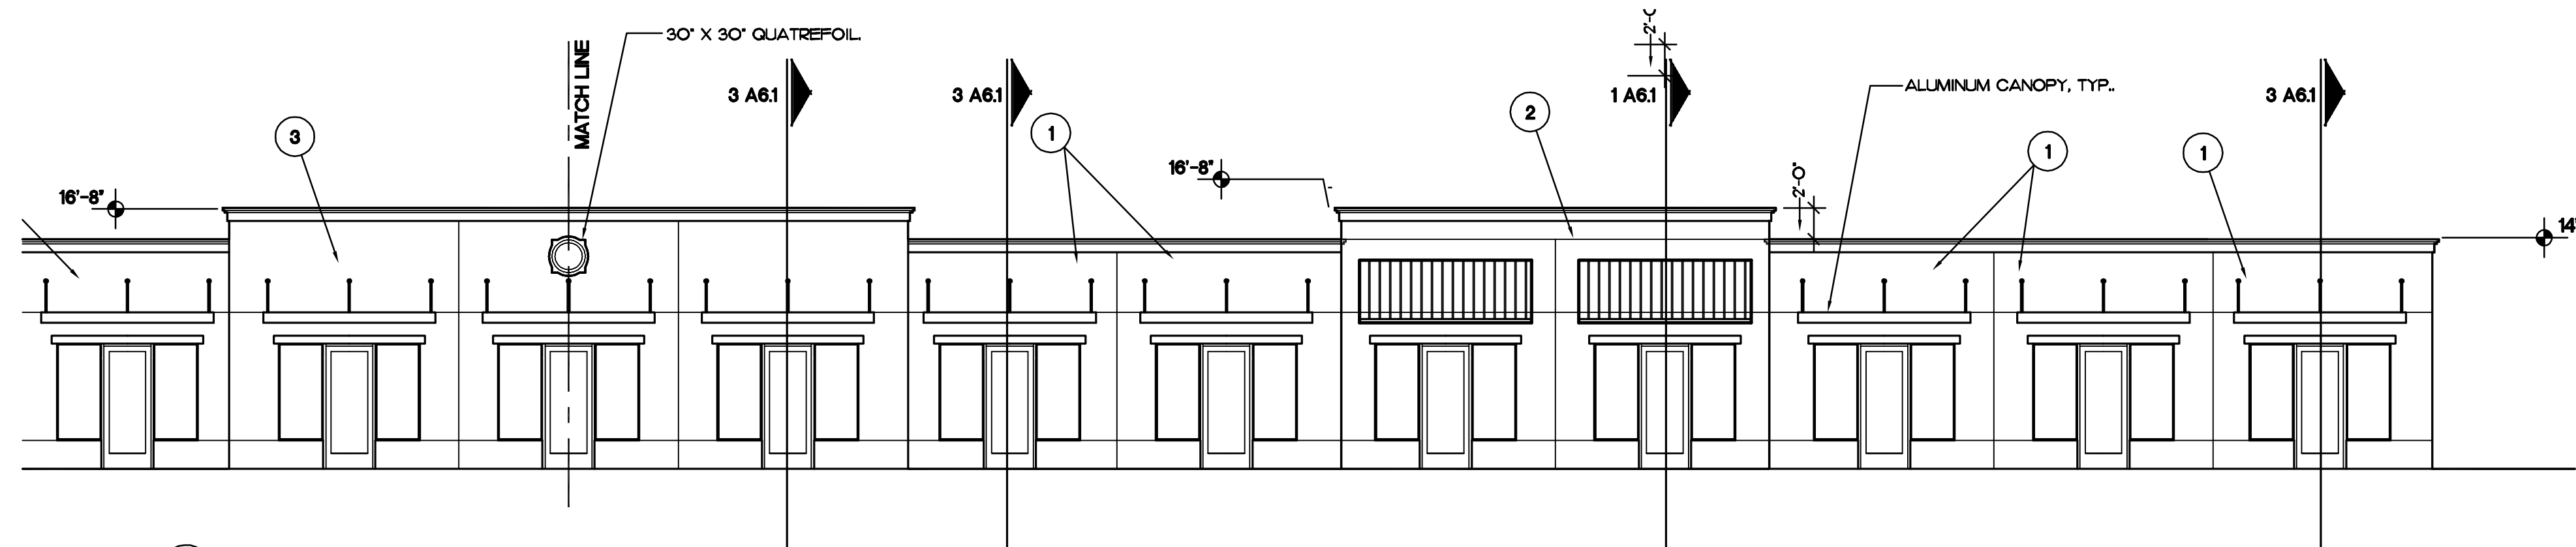 30" X 30" QUATREFOIL.
MATCH LINE
2'-0
3 A6.1
3 A6.1
1 A6.1
ALUMINUM CANOPY, TYP..
3 A6.1
3
1
2
1
1
16'-8"
16'-8"
2'-0"
14'